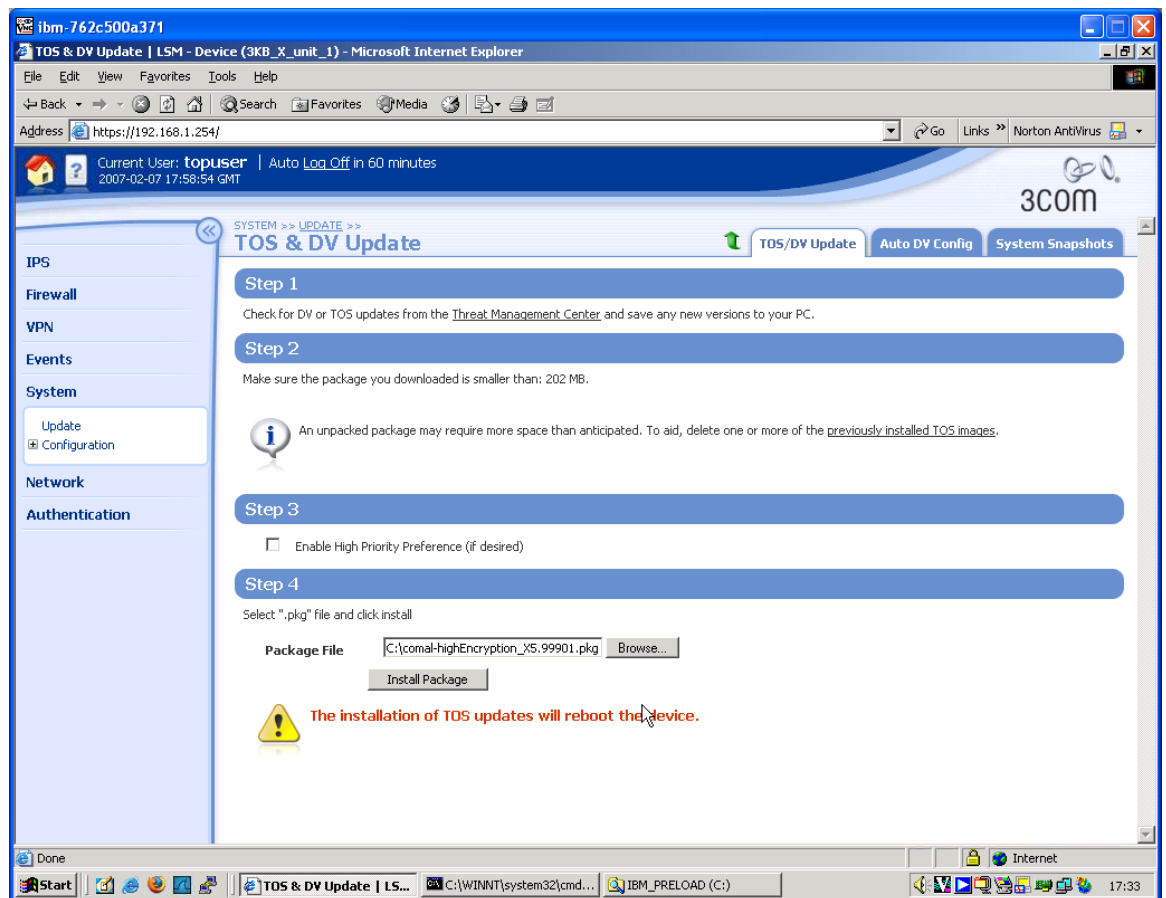 ibm-762c500a371
TOS & DV Update | LSM - Device (3KB_X_unit_1) - Microsoft Internet Explorer
File Edit View Favorites Tools Help
Back Search Favorites Media
Address https://192.168.1.254/ Go Links » Norton AntiVirus
Current User: topuser | Auto Log Off in 60 minutes
2007-02-07 17:58:54 GMT
3COM
SYSTEM >> UPDATE >>
TOS & DV Update
TOS/DV Update Auto DV Config System Snapshots
IPS
Firewall
VPN
Events
System
Update
Configuration
Network
Authentication
Step 1
Check for DV or TOS updates from the Threat Management Center and save any new versions to your PC.
Step 2
Make sure the package you downloaded is smaller than: 202 MB.
An unpacked package may require more space than anticipated. To aid, delete one or more of the previously installed TOS images.
Step 3
Enable High Priority Preference (if desired)
Step 4
Select ".pkg" file and click install
Package File C:\comal-highEncryption_X5.99901.pkg Browse...
Install Package
The installation of TOS updates will reboot the device.
Done Internet
Start TOS & DV Update | LS... C:\WINNT\system32\cmd... IBM_PRELOAD (C:) 17:33